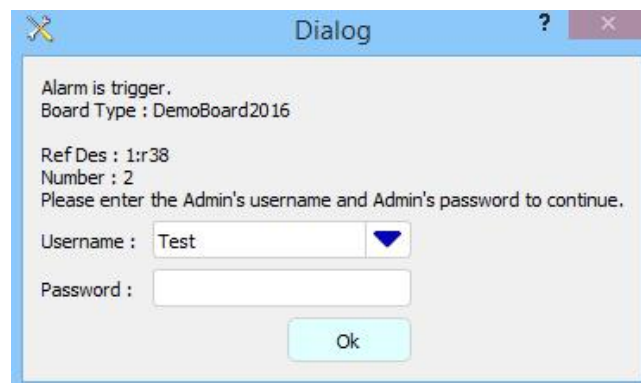 Dialog
?
Alarm is trigger.
Board Type : DemoBoard2016
Ref Des : 1:r38
Number : 2
Please enter the Admin's username and Admin's password to continue.
Username : Test
Password :
Ok